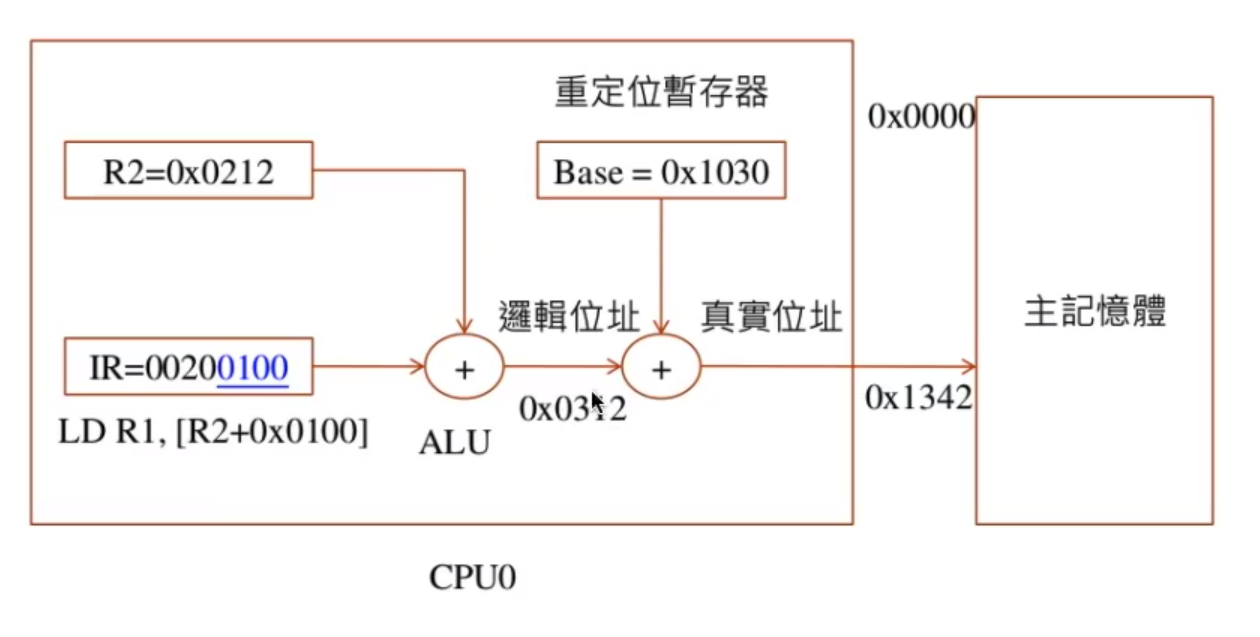 重定位暫存器
0x0000
R2=0x0212
Base = 0x1030
邏輯位址
真實位址
主記憶體
IR=00200100
+
+
0x0312
0x1342
LD R1, [R2+0x0100]
ALU
CPU0